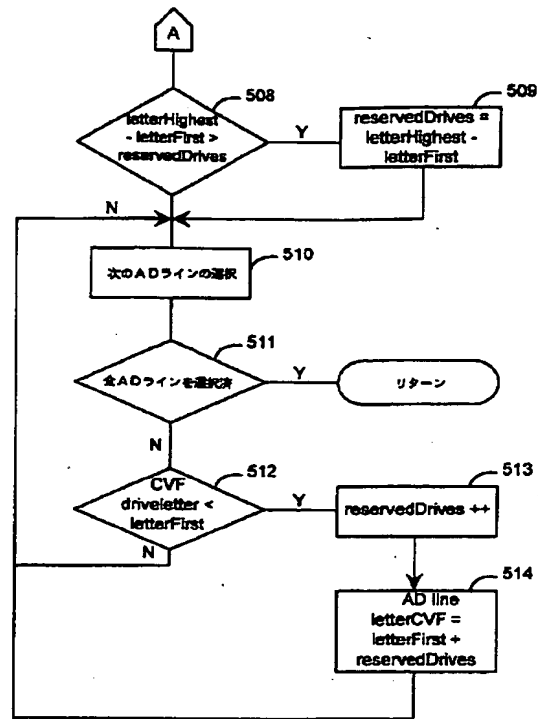 A
508
letterHighest
- letterFirst >
reservedDrives
Y
509
reservedDrives =
letterHighest -
letterFirst
N
510
次のADラインの選択
511
全ADラインを選択済
Y
リターン
N
512
CVF
driveletter <
letterFirst
Y
513
reservedDrives ++
N
514
AD line
letterCVF =
letterFirst +
reservedDrives